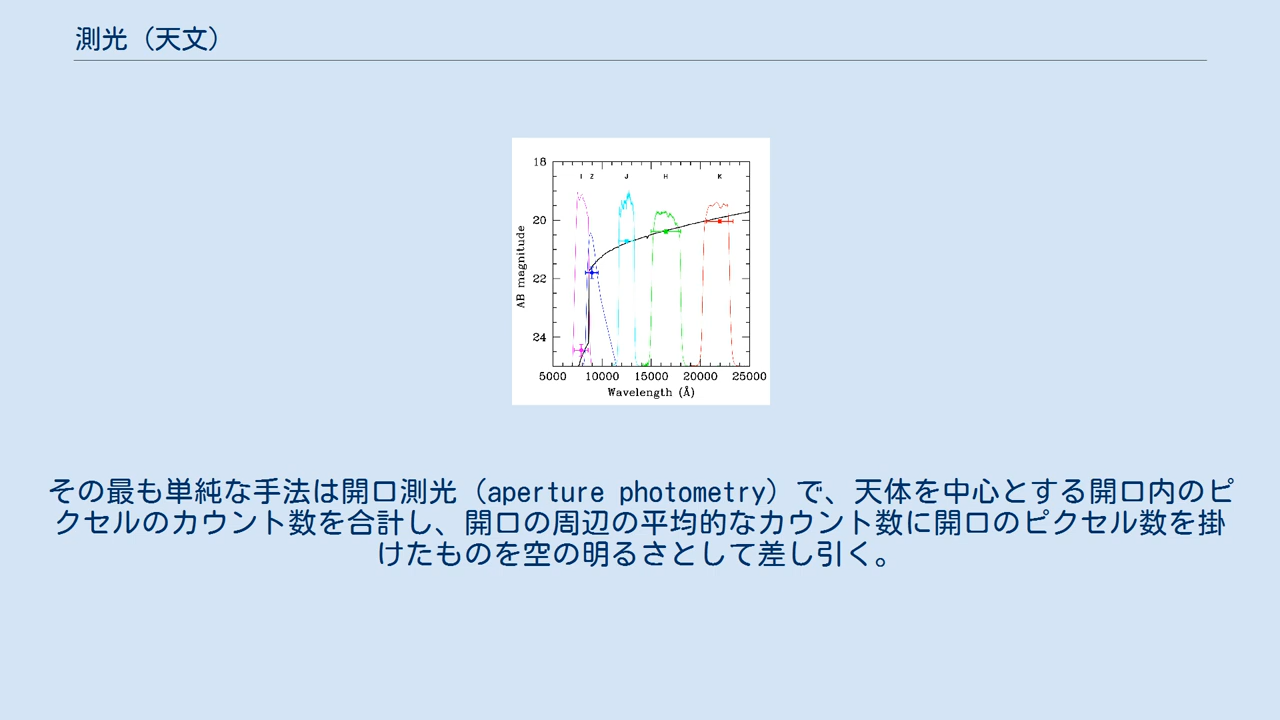 測光（天文）
18
I Z J H K
20
22
24
AB magnitude
5000 10000 15000 20000 25000
Wavelength (Å)
その最も単純な手法は開口測光（aperture photometry）で、天体を中心とする開口内のピ
クセルのカウント数を合計し、開口の周辺の平均的なカウント数に開口のピクセル数を掛
けたものを空の明るさとして差し引く。